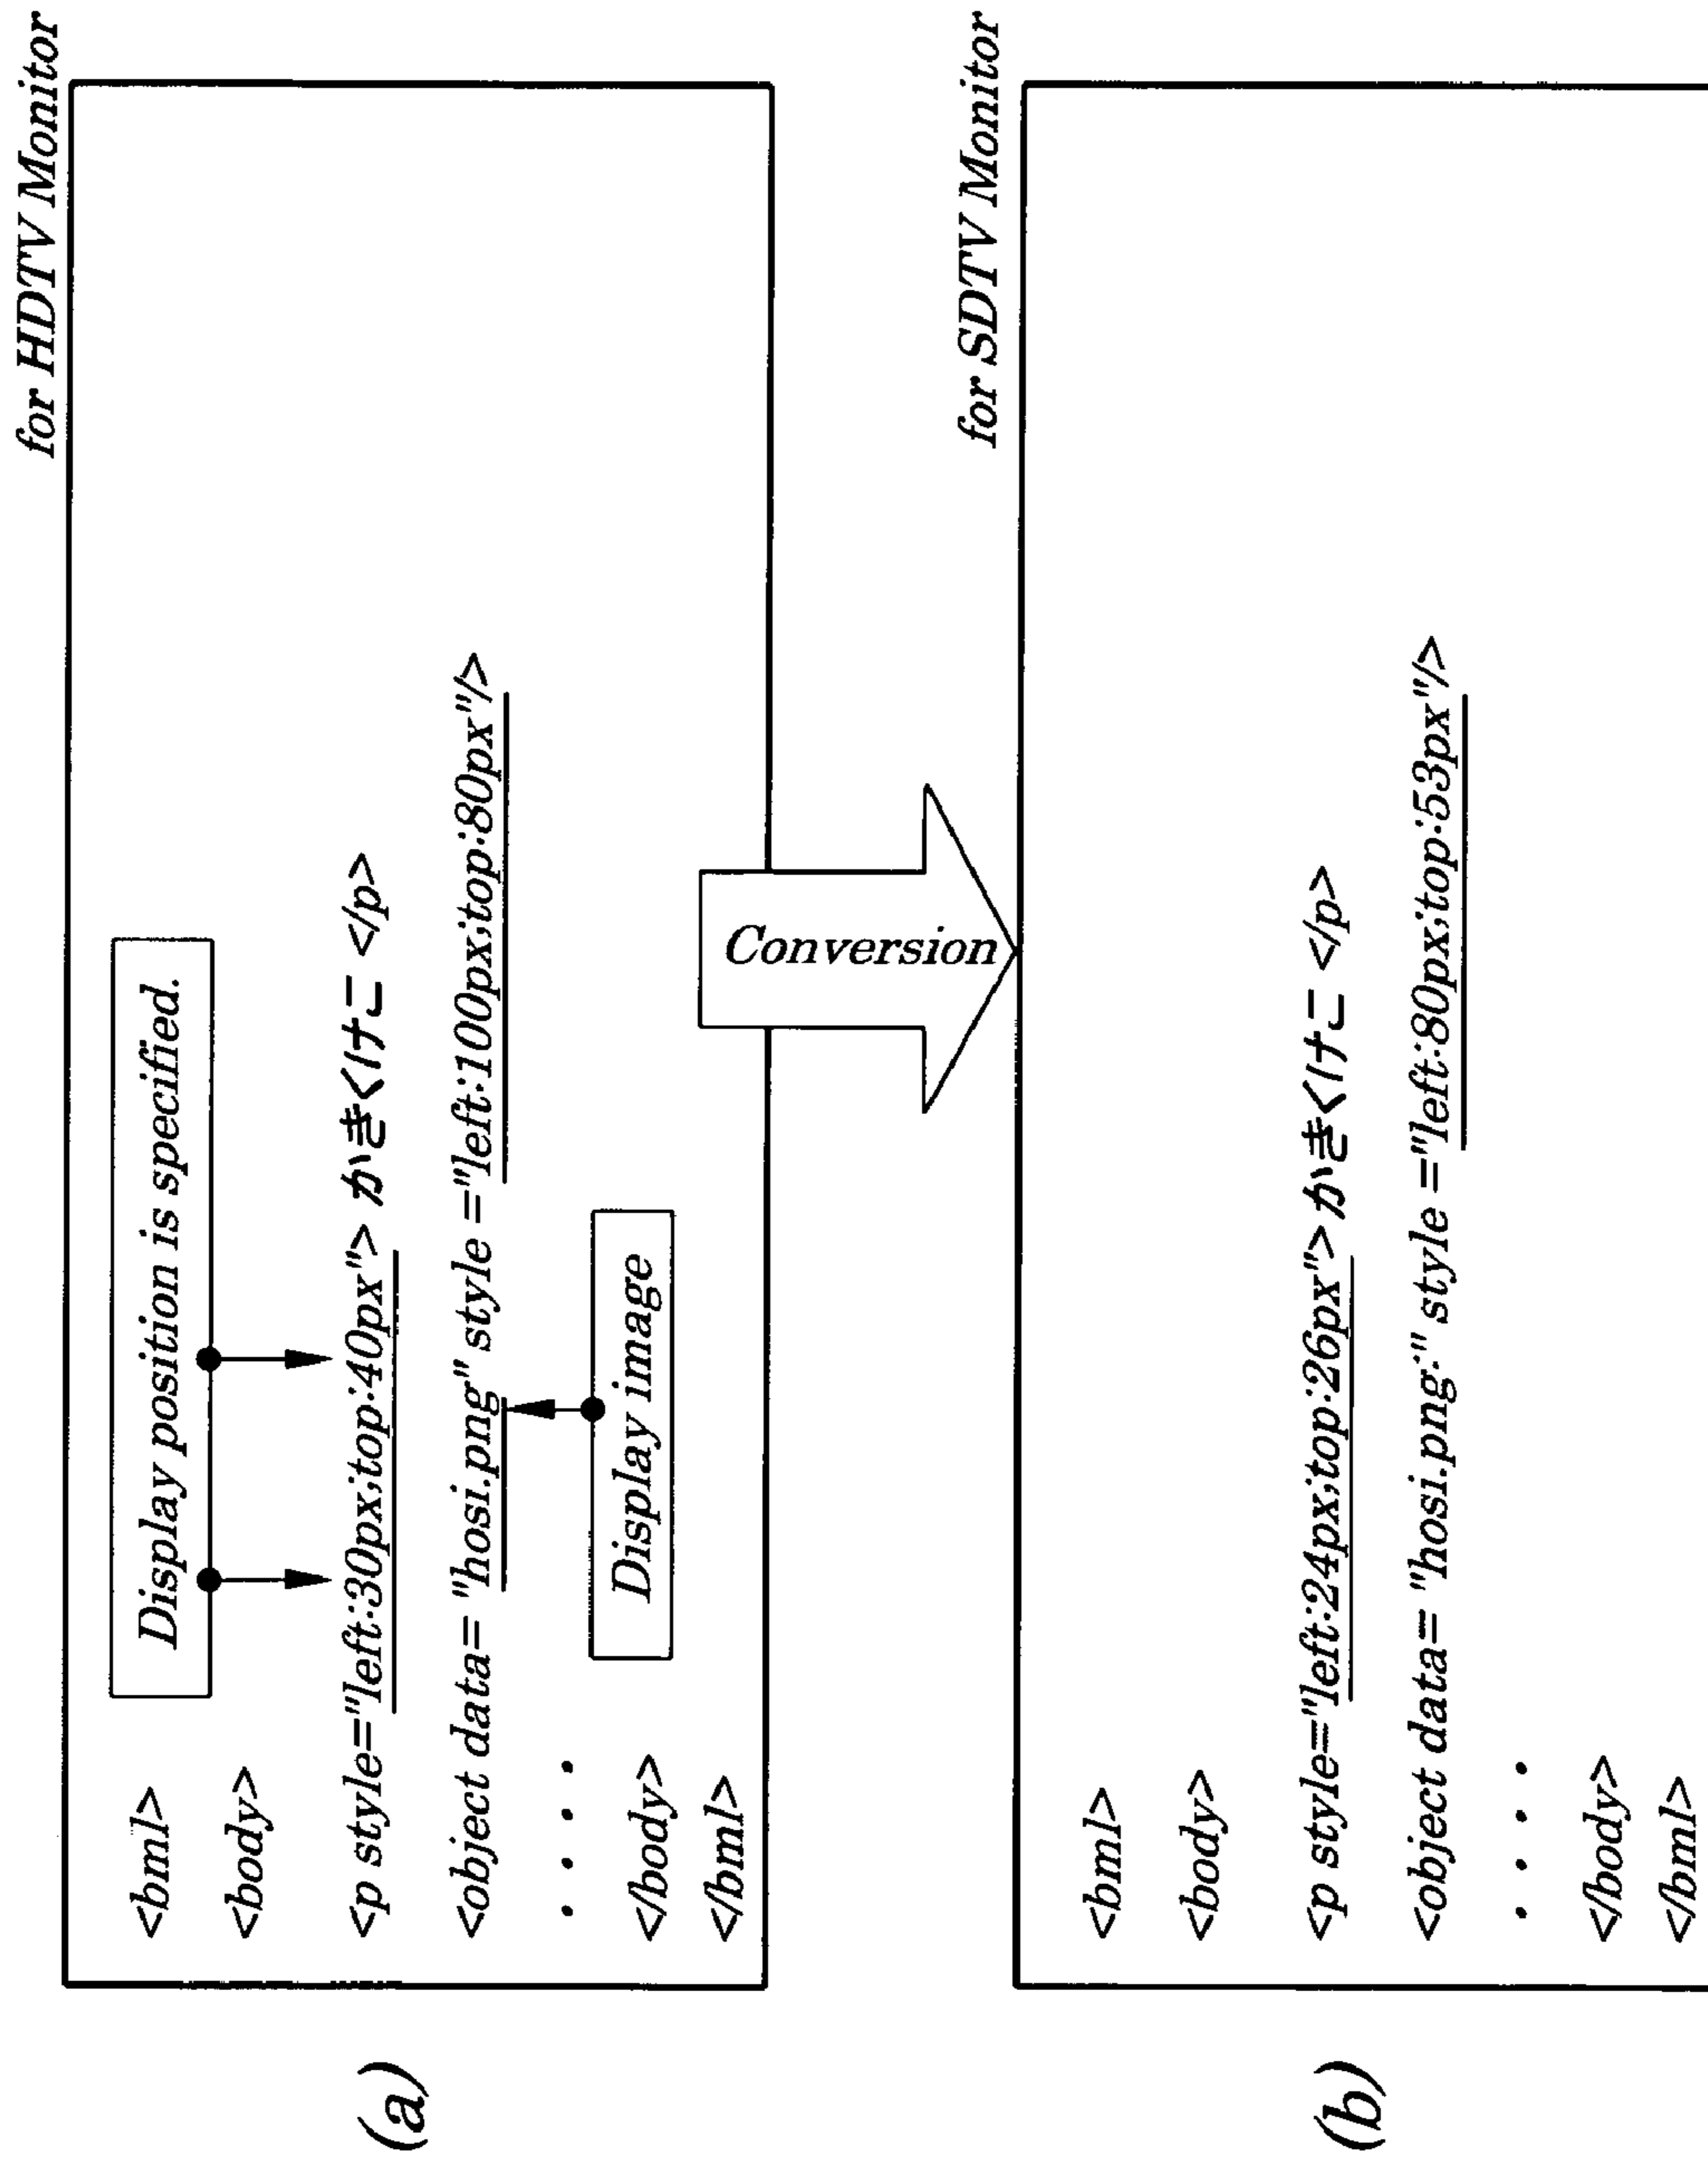 for HDTV Monitor
(a)
<bml>
Display position is specified.
<body>
<p style="left:30px;top:40px"> かきくけこ </p>
<object data= "hosi.png" style ="left:100px;top:80px"/>
. . . .
Display image
</body>
</bml>
Conversion
for SDTV Monitor
(b)
<bml>
<body>
<p style="left:24px;top:26px"> かきくけこ </p>
<object data= "hosi.png" style ="left:80px;top:53px"/>
. . . .
</body>
</bml>